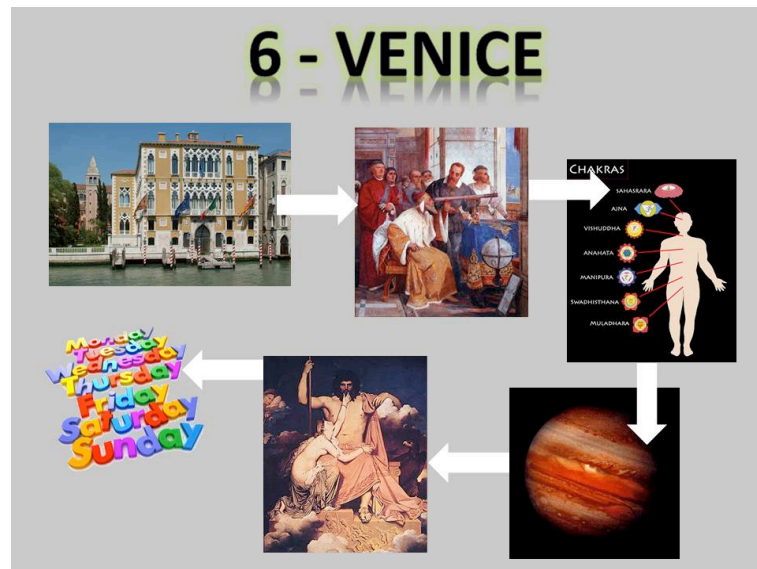 6 - VENICE
CHAKRAS
SAHASRARA
AJNA
VISHUDDHA
ANAHATA
MANIPURA
SWADHISTHANA
MULADHARA
Monday
Tuesday
Wednesday
Thursday
Friday
Saturday
Sunday